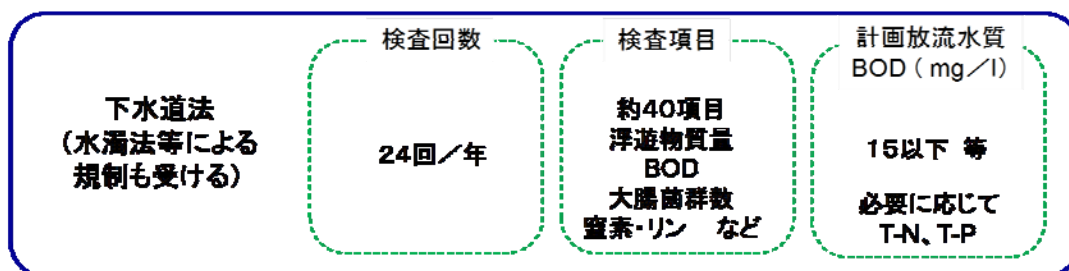 下水道法
(水濁法等による
規制も受ける)
検査回数
24回/年
検査項目
約40項目
浮遊物質量
BOD
大腸菌群数
窒素・リン など
計画放流水質
BOD ( mg/l)
15以下 等
必要に応じて
T-N、T-P